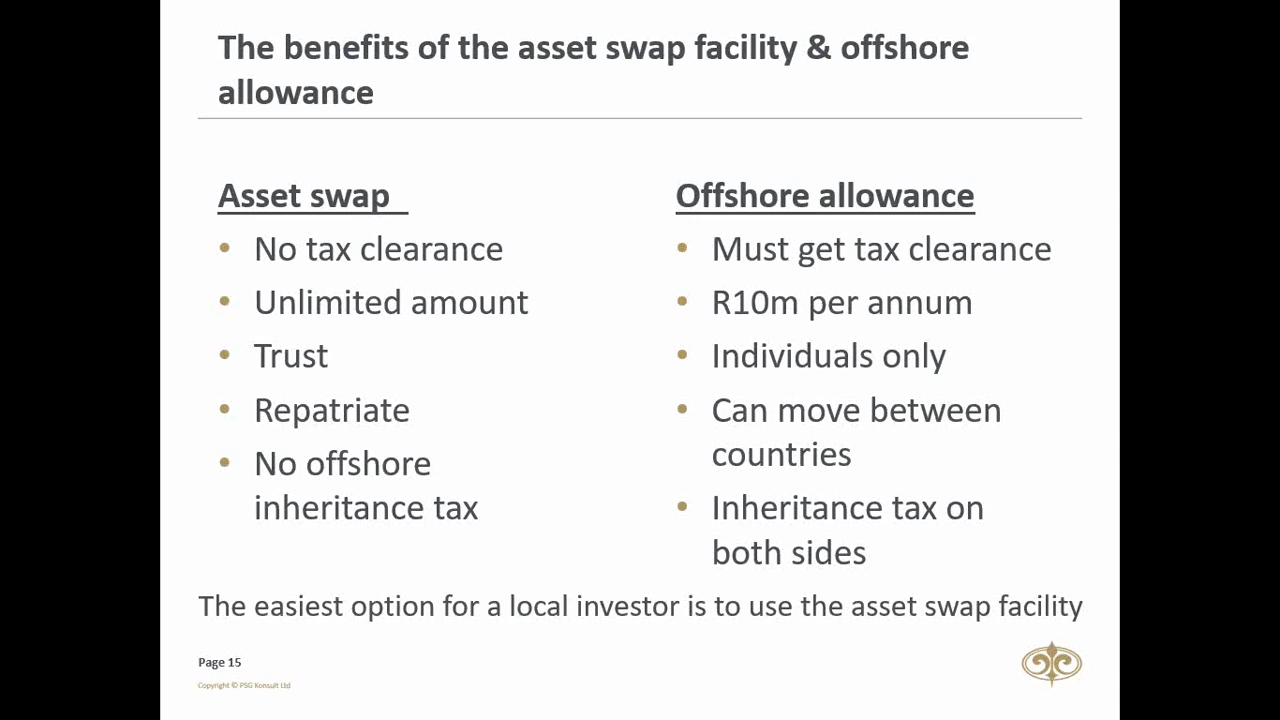 The benefits of the asset swap facility & offshore
allowance
Asset swap
• No tax clearance
• Unlimited amount
• Trust
• Repatriate
• No offshore
inheritance tax
Offshore allowance
• Must get tax clearance
• R10m per annum
• Individuals only
• Can move between
countries
• Inheritance tax on
both sides
The easiest option for a local investor is to use the asset swap facility
Page 15
Copyright © PSG Konsult Ltd